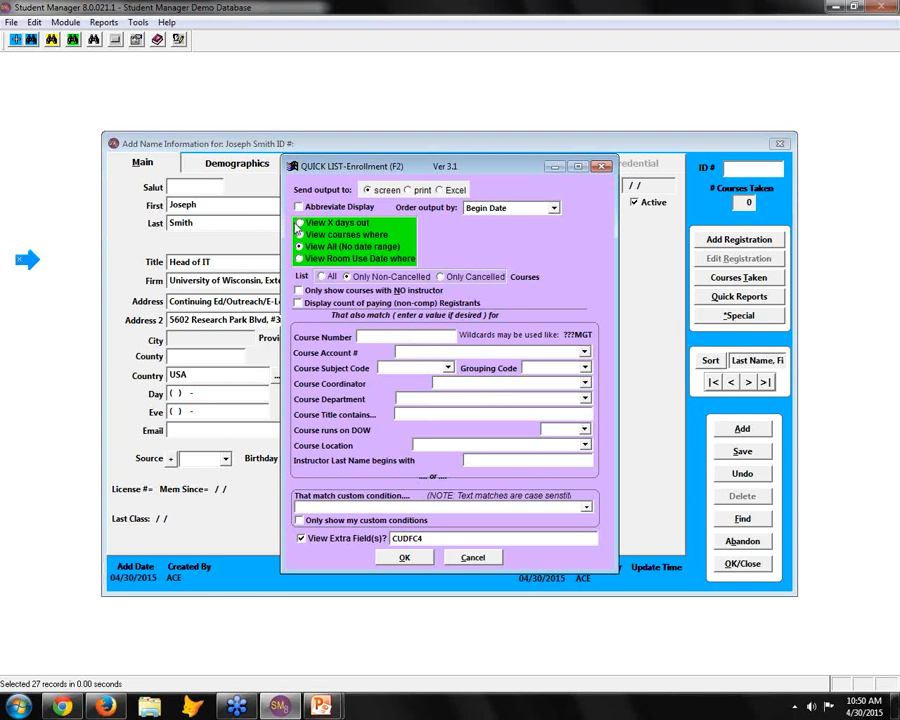 Student Manager 8.0.021.1 - Student Manager Demo Database
File Edit Module Reports Tools Help
Add Name Information for: Joseph Smith ID #:
Main Demographics
Salut
First Joseph
Last Smith
Title Head of IT
Firm University of Wisconsin, Exte
Address Continuing Ed/Outreach/E-L
Address 2 5602 Research Park Blvd, #3
City Provi
County
Country USA ...
Day ( ) -
Eve ( ) -
Email
Source + Birthday
License #= Mem Since= / /
Last Class: / /
Add Date Created By
04/30/2015 ACE
QUICK LIST-Enrollment (F2) Ver 3.1
Send output to: screen print Excel
Abbreviate Display Order output by: Begin Date
View X days out
View courses where
View All (No date range)
View Room Use Date where
List All Only Non-Cancelled Only Cancelled Courses
Only show courses with NO instructor
Display count of paying (non-comp) Registrants
That also match ( enter a value if desired ) for
Course Number Wildcards may be used like: ???MGT
Course Account #
Course Subject Code Grouping Code
Course Coordinator
Course Department
Course Title contains...
Course runs on DOW
Course Location
Instructor Last Name begins with
.... or ....
That match custom condition.... (NOTE: Text matches are case sensiti
Only show my custom conditions
View Extra Field(s)? CUDFC4
OK Cancel
redential
/ /
Active
ID #
# Courses Taken
0
Add Registration
Edit Registration
Courses Taken
Quick Reports
*Special
Sort Last Name, Fi
|< < > >|
Add
Save
Undo
Delete
Find
Abandon
OK/Close
Update Time
04/30/2015 ACE
Selected 27 records in 0.00 seconds
SM
10:50 AM
4/30/2015